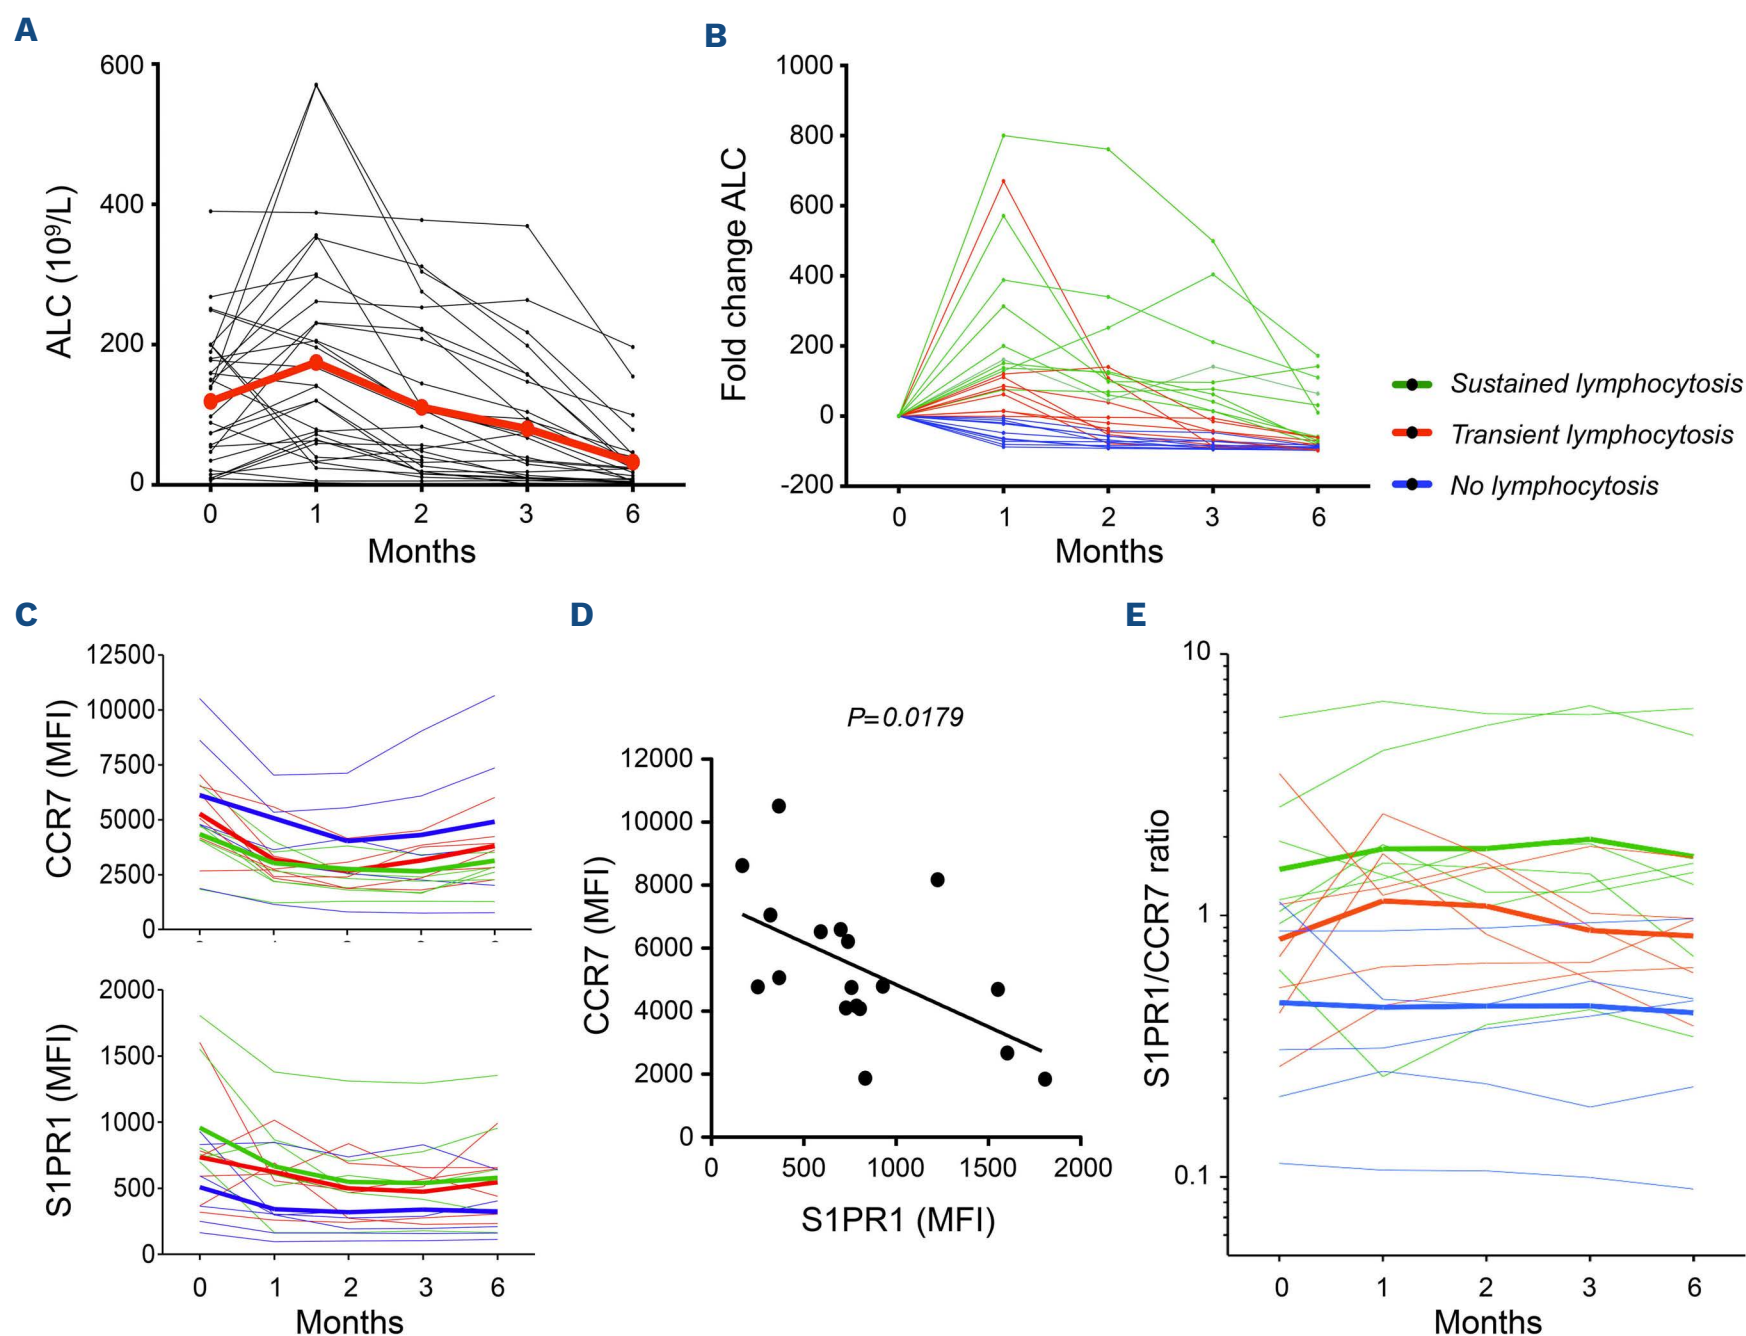 A
600
400
200
0
ALC (10⁹/L)
0 1 2 3 6
Months
B
1000
800
600
400
200
0
-200
Fold change ALC
0 1 2 3 6
Months
Sustained lymphocytosis
Transient lymphocytosis
No lymphocytosis
C
12500
10000
7500
5000
2500
0
CCR7 (MFI)
2000
1500
1000
500
0
S1PR1 (MFI)
0 1 2 3 6
Months
D
P=0.0179
12000
10000
8000
6000
4000
2000
0
CCR7 (MFI)
0 500 1000 1500 2000
S1PR1 (MFI)
E
10
1
0.1
S1PR1/CCR7 ratio
0 1 2 3 6
Months